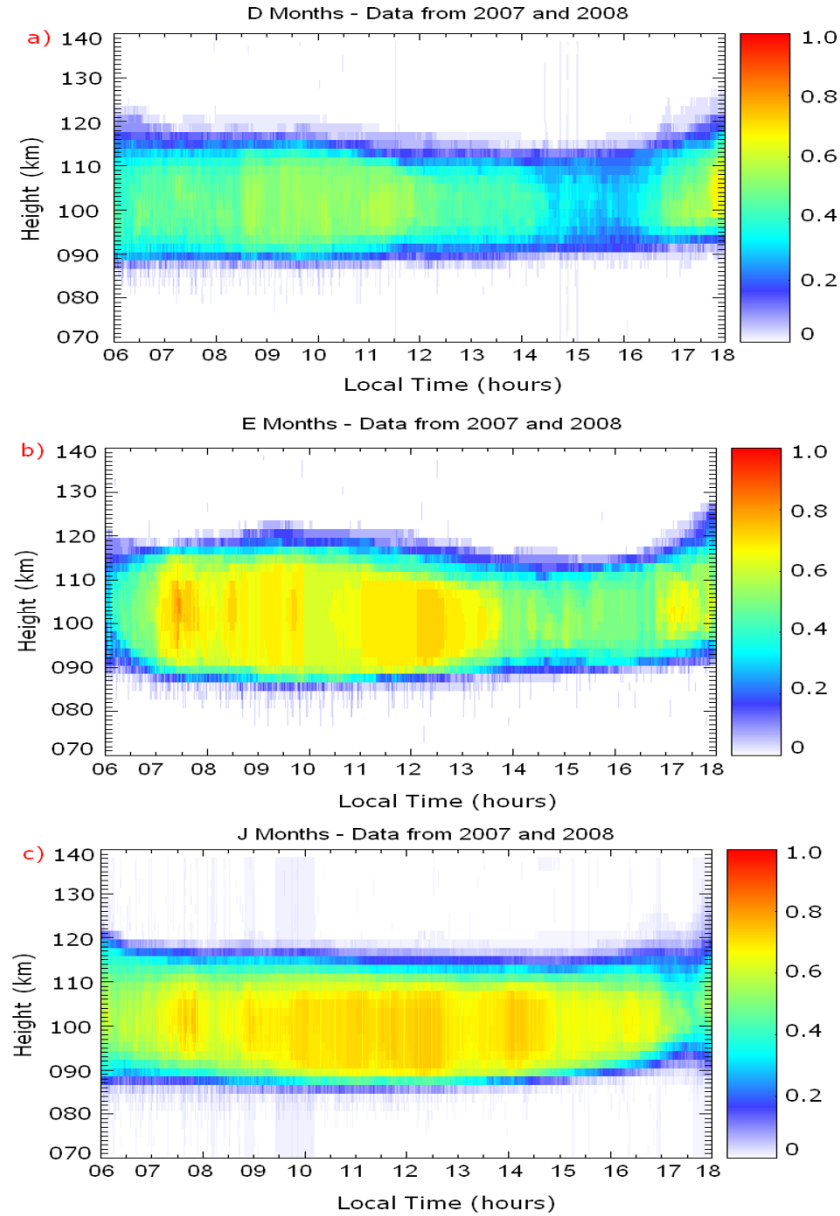 D Months - Data from 2007 and 2008
a)
140
130
120
110
100
090
080
070
Height (km)
06 07 08 09 10 11 12 13 14 15 16 17 18
Local Time (hours)
1.0
0.8
0.6
0.4
0.2
0
E Months - Data from 2007 and 2008
b)
140
130
120
110
100
090
080
070
Height (km)
06 07 08 09 10 11 12 13 14 15 16 17 18
Local Time (hours)
1.0
0.8
0.6
0.4
0.2
0
J Months - Data from 2007 and 2008
c)
140
130
120
110
100
090
080
070
Height (km)
06 07 08 09 10 11 12 13 14 15 16 17 18
Local Time (hours)
1.0
0.8
0.6
0.4
0.2
0